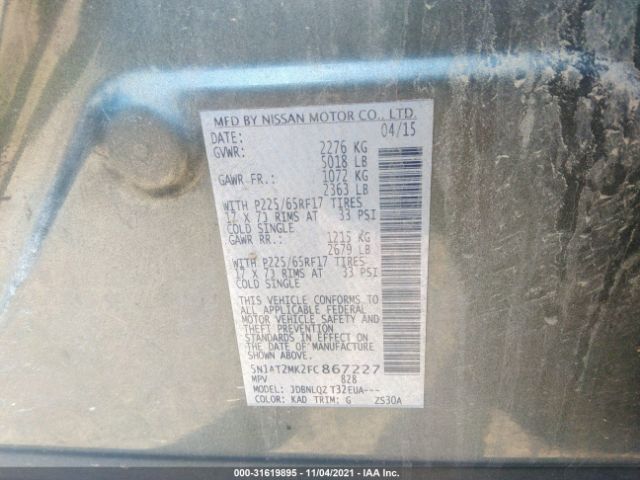 MFD BY NISSAN MOTOR CO., LTD.
DATE: 04/15
GVWR: 2276 KG
5018 LB
GAWR FR.: 1072 KG
2363 LB
WITH P225/65RF17 TIRES
17 X 7J RIMS AT 33 PSI
COLD SINGLE
GAWR RR.: 1215 KG
2679 LB
WITH P225/65RF17 TIRES
17 X 7J RIMS AT 33 PSI
COLD SINGLE
THIS VEHICLE CONFORMS TO
ALL APPLICABLE FEDERAL
MOTOR VEHICLE SAFETY AND
THEFT PREVENTION
STANDARDS IN EFFECT ON
THE DATE OF MANUFACTURE
SHOWN ABOVE.
5N1AT2MK2FC867227
MPV 828
MODEL: JDBNLQZ T32EUA---
COLOR: KAD TRIM: G 2S30A
000-31619895 - 11/04/2021 - IAA Inc.